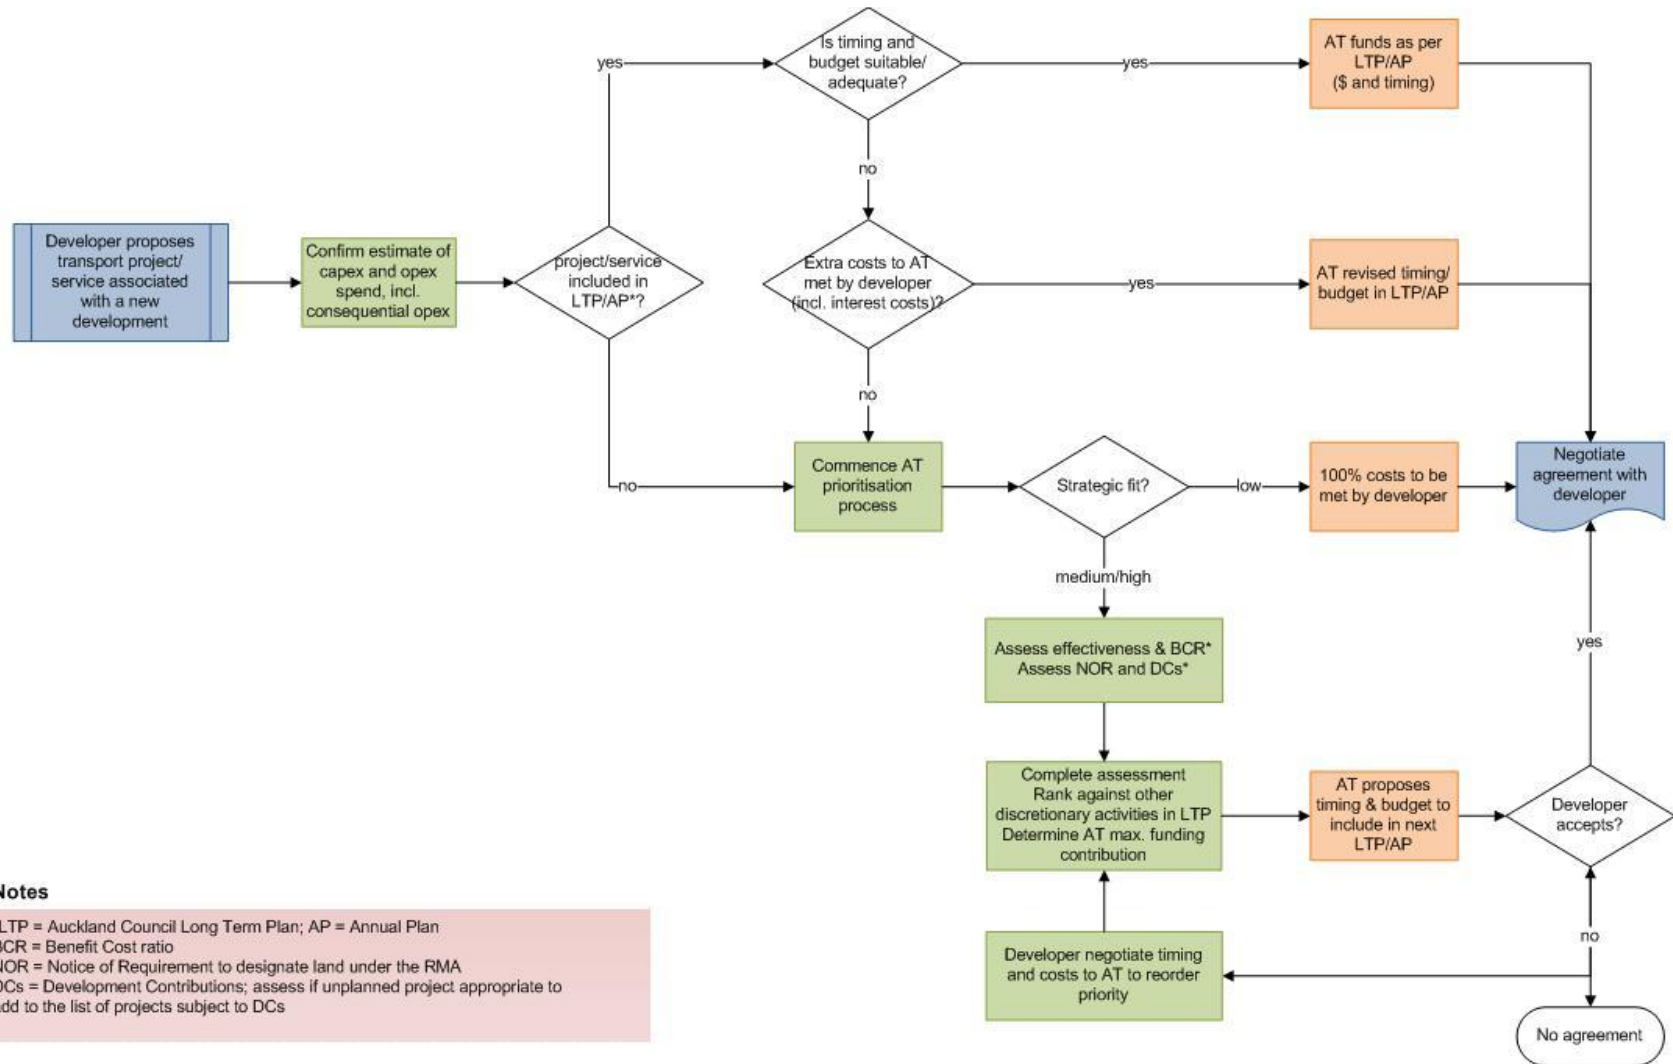 Is timing and
budget suitable/
adequate?
yes
yes
AT funds as per
LTP/AP
($ and timing)
no
Developer proposes
transport project/
service associated
with a new
development
Confirm estimate of
capex and opex
spend, incl.
consequential opex
project/service
included in
LTP/AP*?
Extra costs to AT
met by developer
(incl. interest costs)?
yes
AT revised timing/
budget in LTP/AP
no
no
Commence AT
prioritisation
process
Strategic fit?
low
100% costs to be
met by developer
Negotiate
agreement with
developer
medium/high
Assess effectiveness & BCR*
Assess NOR and DCs*
yes
Complete assessment
Rank against other
discretionary activities in LTP
Determine AT max. funding
contribution
AT proposes
timing & budget to
include in next
LTP/AP
Developer
accepts?
no
Developer negotiate timing
and costs to AT to reorder
priority
No agreement
Notes
LTP = Auckland Council Long Term Plan; AP = Annual Plan
BCR = Benefit Cost ratio
NOR = Notice of Requirement to designate land under the RMA
DCs = Development Contributions; assess if unplanned project appropriate to
add to the list of projects subject to DCs